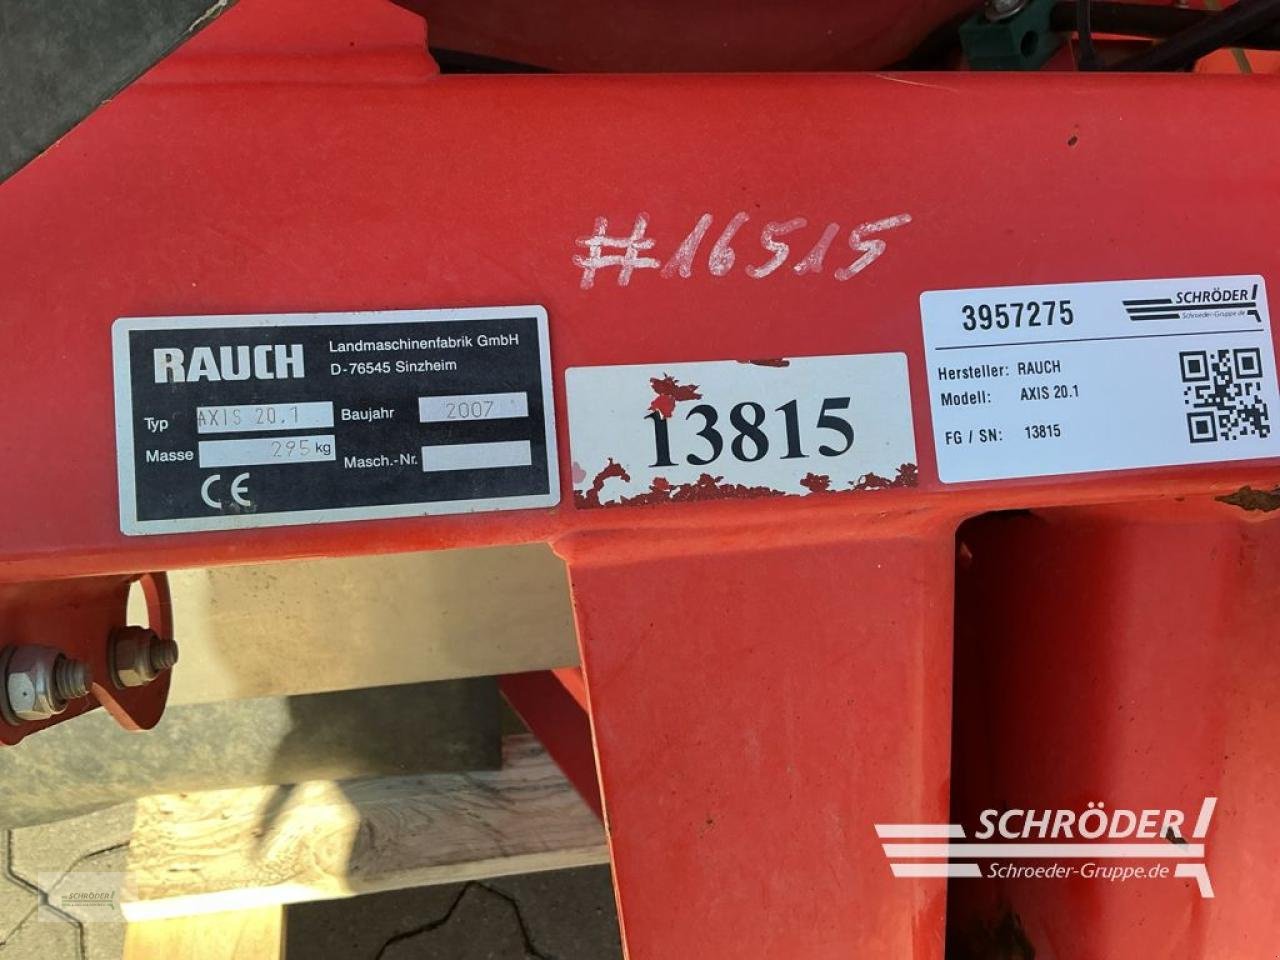 #16515
RAUCH
Landmaschinenfabrik GmbH
D-76545 Sinzheim
Typ AXIS 20.1
Baujahr 2007
Masse 295 kg
Masch.-Nr.
CE
13815
3957275
SCHRÖDER
Schroeder-Gruppe.de
Hersteller: RAUCH
Modell: AXIS 20.1
FG / SN: 13815
SCHRÖDER
Schroeder-Gruppe.de
SCHRÖDER